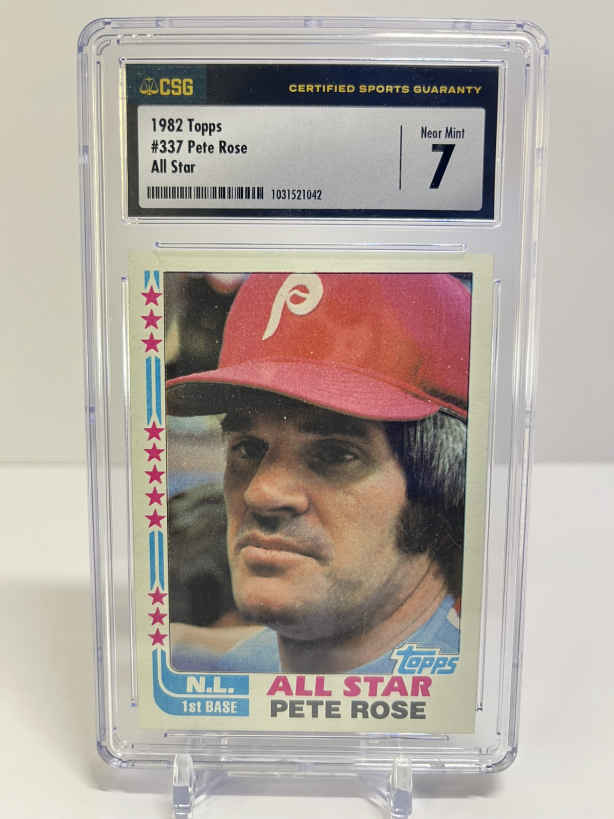 CSG
CERTIFIED SPORTS GUARANTY
1982 Topps
#337 Pete Rose
All Star
Near Mint
7
1031521042
P
Topps
N.L.
1st BASE
ALL STAR
PETE ROSE